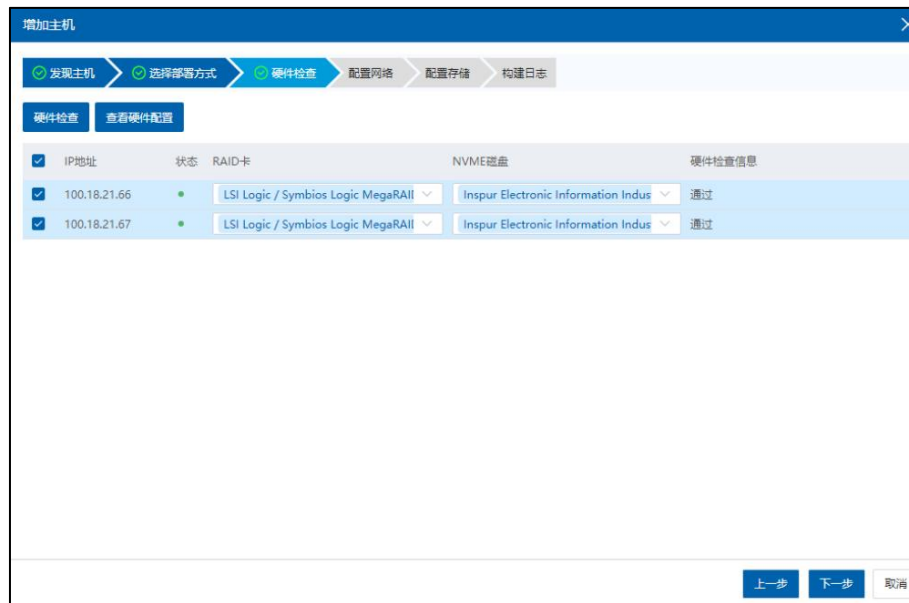 增加主机
发现主机 选择部署方式 硬件检查 配置网络 配置存储 构建日志
硬件检查 查看硬件配置
IP地址 状态 RAID卡 NVME磁盘 硬件检查信息
100.18.21.66 LSI Logic / Symbios Logic MegaRAI Inspur Electronic Information Indus 通过
100.18.21.67 LSI Logic / Symbios Logic MegaRAI Inspur Electronic Information Indus 通过
上一步 下一步 取消